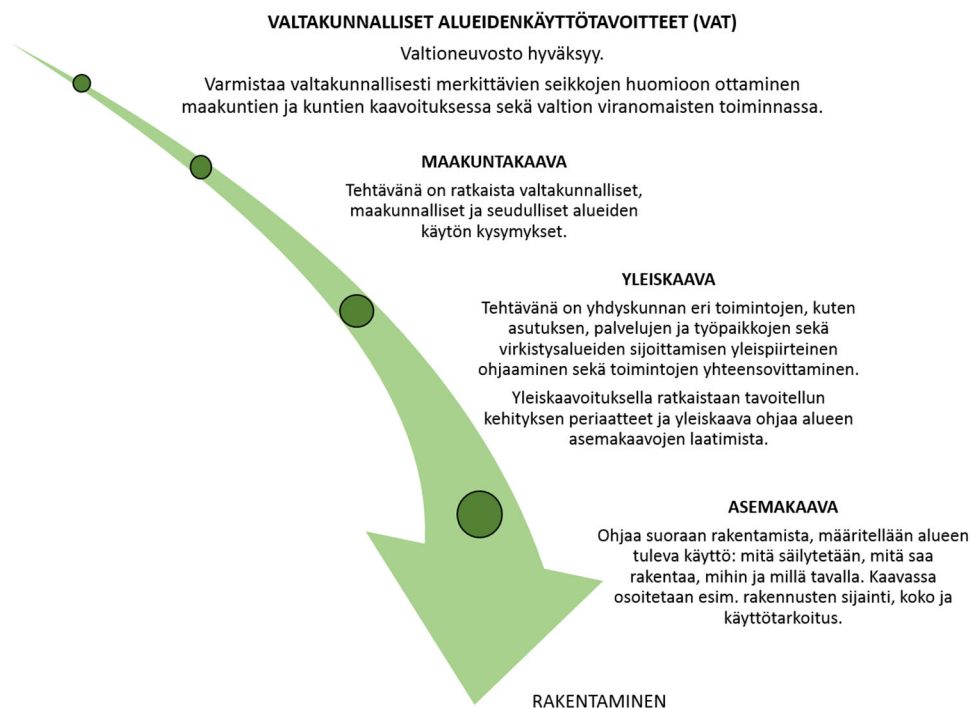 VALTAKUNNALLISET ALUEIDENKÄYTTÖTAVOITTEET (VAT)
Valtioneuvosto hyväksyy.
Varmistaa valtakunnallisesti merkittävien seikkojen huomioon ottaminen
maakuntien ja kuntien kaavoituksessa sekä valtion viranomaisten toiminnassa.
MAAKUNTAKAAVA
Tehtävänä on ratkaista valtakunnalliset,
maakunnalliset ja seudulliset alueiden
käytön kysymykset.
YLEISKAAVA
Tehtävänä on yhdyskunnan eri toimintojen, kuten
asutuksen, palvelujen ja työpaikkojen sekä
virkistysalueiden sijoittamisen yleispiirteinen
ohjaaminen sekä toimintojen yhteensovittaminen.
Yleiskaavoituksella ratkaistaan tavoitellun
kehityksen periaatteet ja yleiskaava ohjaa alueen
asemakaavojen laatimista.
ASEMAKAAVA
Ohjaa suoraan rakentamista, määritellään alueen
tuleva käyttö: mitä säilytetään, mitä saa
rakentaa, mihin ja millä tavalla. Kaavassa
osoitetaan esim. rakennusten sijainti, koko ja
käyttötarkoitus.
RAKENTAMINEN